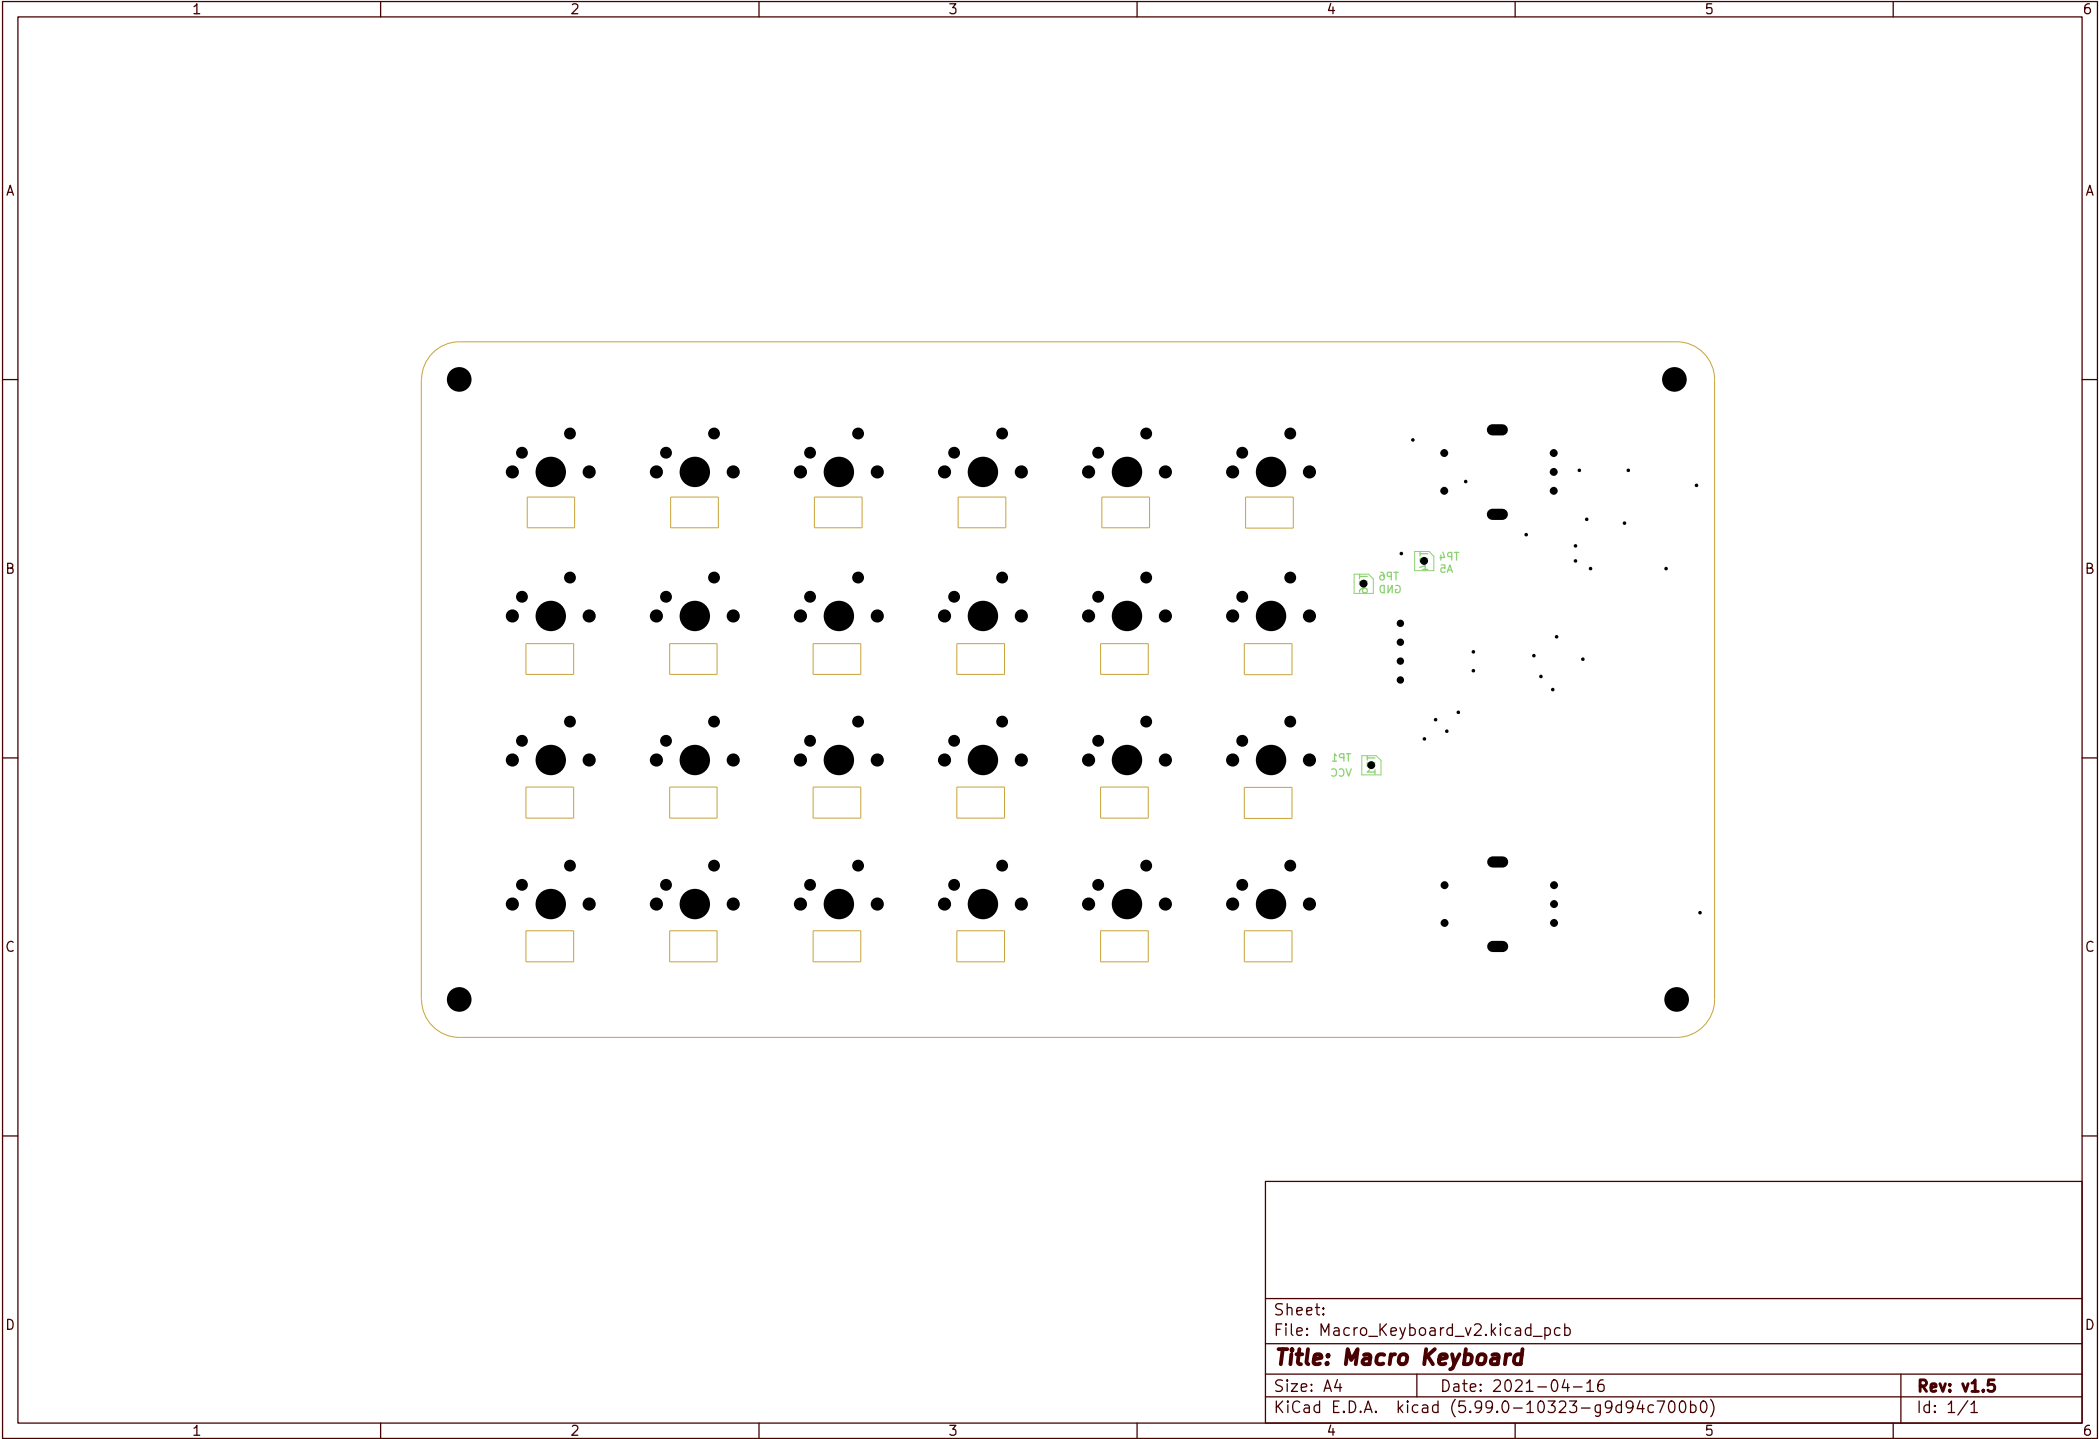 1 2 3 4 5 6
A A
TP4
A5
B B
TP6
GND
TP1
VCC
C C
Sheet:
File: Macro_Keyboard_v2.kicad_pcb
D D
Title: Macro Keyboard
Size: A4 Date: 2021-04-16 Rev: v1.5
KiCad E.D.A. kicad (5.99.0-10323-g9d94c700b0) Id: 1/1
1 2 3 4 5 6